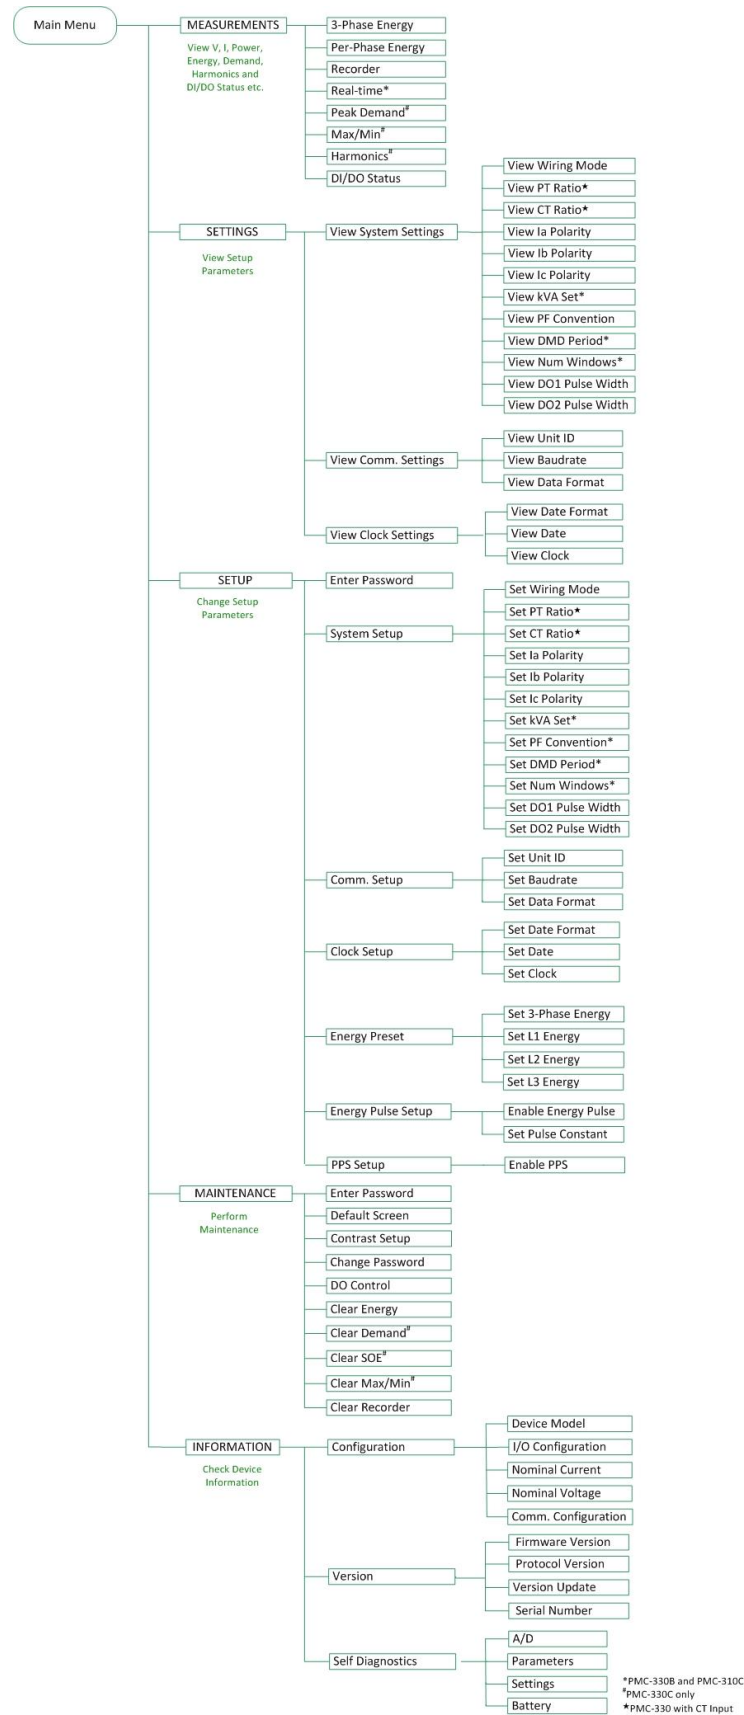 Main Menu
MEASUREMENTS
View V, I, Power,
Energy, Demand,
Harmonics and
DI/DO Status etc.
3-Phase Energy
Per-Phase Energy
Recorder
Real-time*
Peak Demand#
Max/Min#
Harmonics#
DI/DO Status
SETTINGS
View Setup
Parameters
View System Settings
View Wiring Mode
View PT Ratio★
View CT Ratio★
View Ia Polarity
View Ib Polarity
View Ic Polarity
View kVA Set*
View PF Convention
View DMD Period*
View Num Windows*
View DO1 Pulse Width
View DO2 Pulse Width
View Comm. Settings
View Unit ID
View Baudrate
View Data Format
View Clock Settings
View Date Format
View Date
View Clock
SETUP
Change Setup
Parameters
Enter Password
System Setup
Set Wiring Mode
Set PT Ratio★
Set CT Ratio★
Set Ia Polarity
Set Ib Polarity
Set Ic Polarity
Set kVA Set*
Set PF Convention*
Set DMD Period*
Set Num Windows*
Set DO1 Pulse Width
Set DO2 Pulse Width
Comm. Setup
Set Unit ID
Set Baudrate
Set Data Format
Clock Setup
Set Date Format
Set Date
Set Clock
Energy Preset
Set 3-Phase Energy
Set L1 Energy
Set L2 Energy
Set L3 Energy
Energy Pulse Setup
Enable Energy Pulse
Set Pulse Constant
PPS Setup
Enable PPS
MAINTENANCE
Perform
Maintenance
Enter Password
Default Screen
Contrast Setup
Change Password
DO Control
Clear Energy
Clear Demand#
Clear SOE#
Clear Max/Min#
Clear Recorder
INFORMATION
Check Device
Information
Configuration
Device Model
I/O Configuration
Nominal Current
Nominal Voltage
Comm. Configuration
Version
Firmware Version
Protocol Version
Version Update
Serial Number
Self Diagnostics
A/D
Parameters
Settings
Battery
*PMC-330B and PMC-310C
#PMC-330C only
★PMC-330 with CT Input